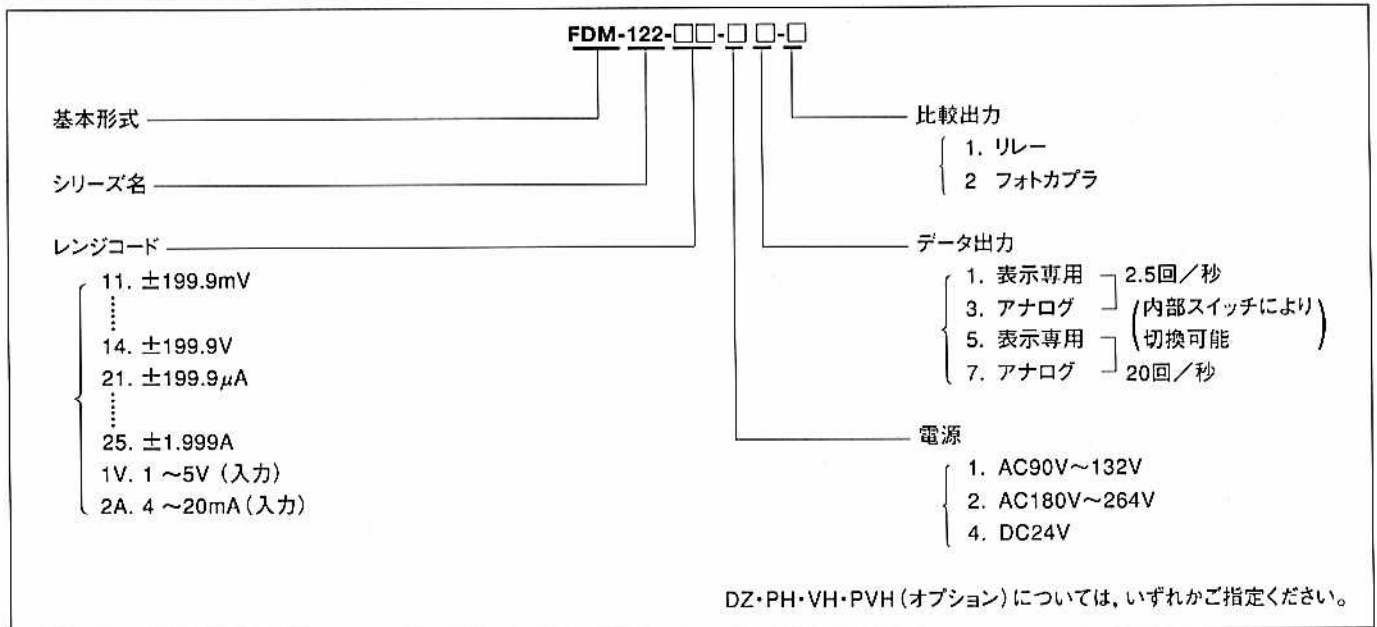 FDM-122-□□-□ □-□
基本形式
シリーズ名
レンジコード
11. ±199.9mV
14. ±199.9V
21. ±199.9μA
25. ±1.999A
1V. 1 ~5V (入力)
2A. 4 ~20mA(入力)
比較出力
1. リレー
2 フォトカプラ
データ出力
1. 表示専用 2.5回/秒
3. アナログ (内部スイッチにより
5. 表示専用 切換可能)
7. アナログ 20回/秒
電源
1. AC90V~132V
2. AC180V~264V
4. DC24V
DZ・PH・VH・PVH(オプション)については,いずれかご指定ください。